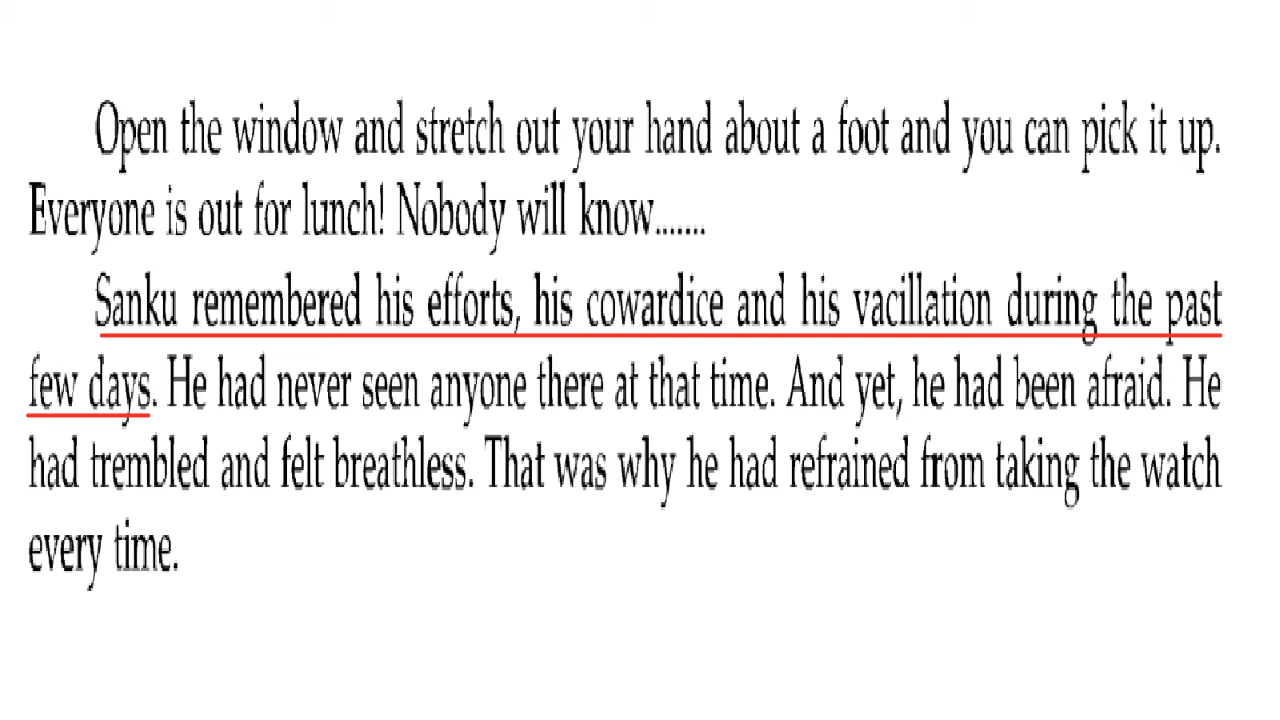 Open the window and stretch out your hand about a foot and you can pick it up.
Everyone is out for lunch! Nobody will know.......
Sanku remembered his efforts, his cowardice and his vacillation during the past
few days. He had never seen anyone there at that time. And yet, he had been afraid. He
had trembled and felt breathless. That was why he had refrained from taking the watch
every time.